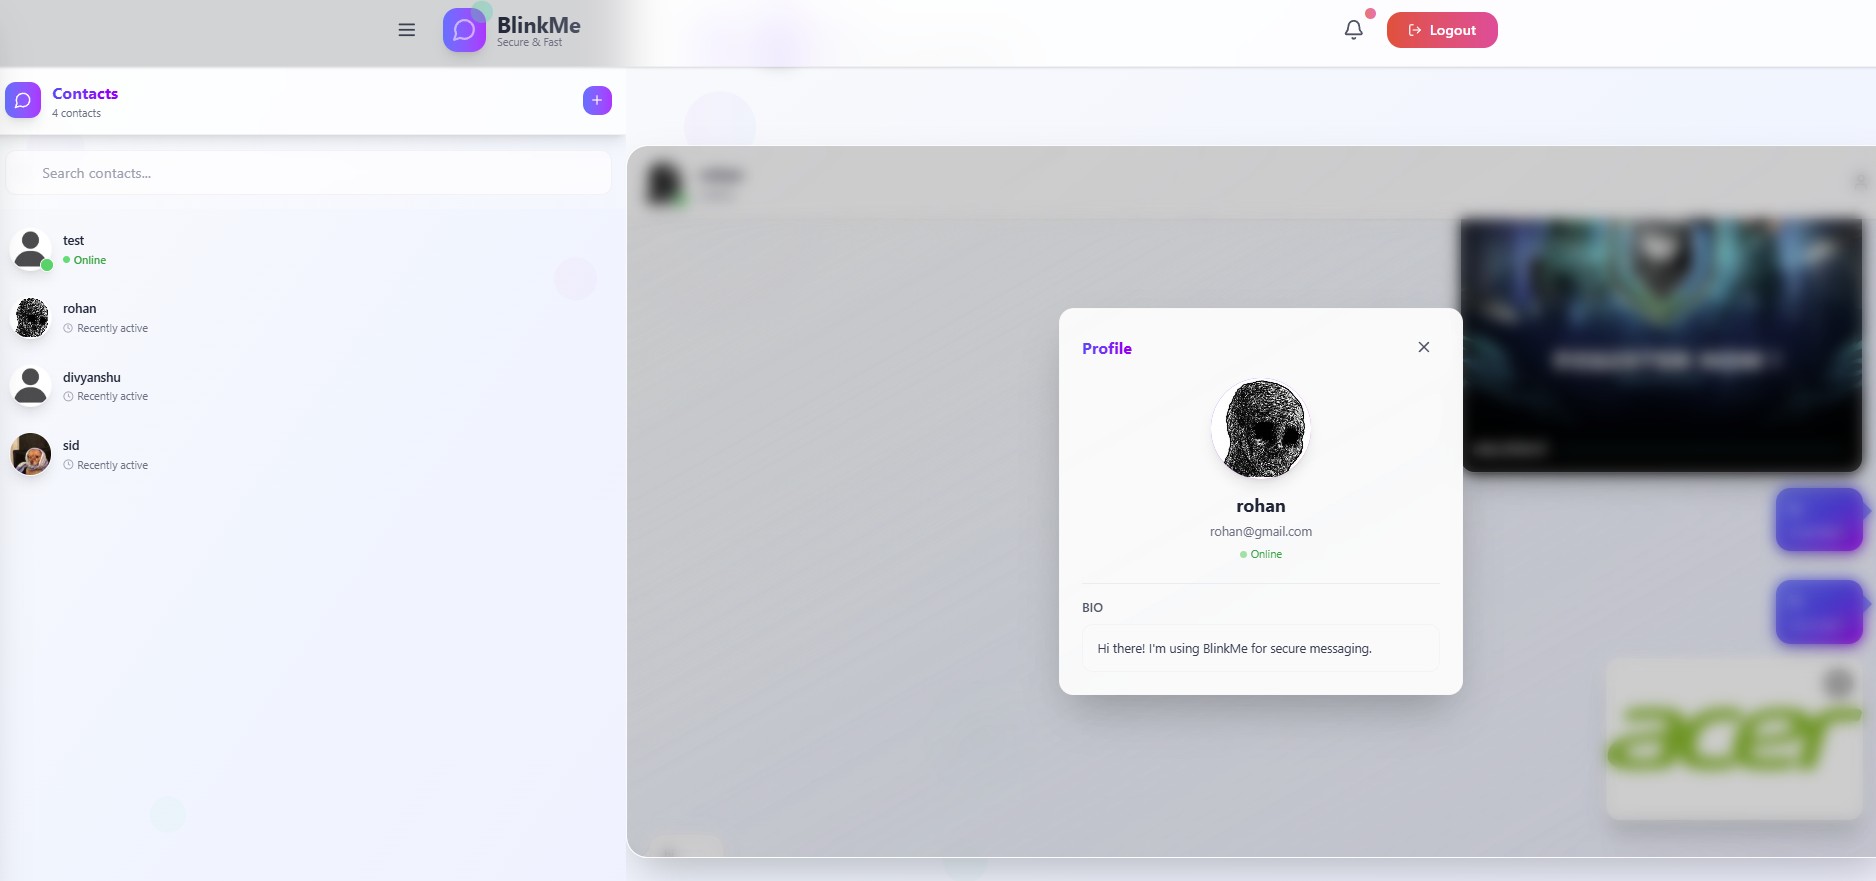 BlinkMe
Secure & Fast
Logout
Contacts
4 contacts
Search contacts...
test
Online
rohan
Recently active
divyanshu
Recently active
sid
Recently active
Profile
rohan
rohan@gmail.com
Online
BIO
Hi there! I'm using BlinkMe for secure messaging.
acer